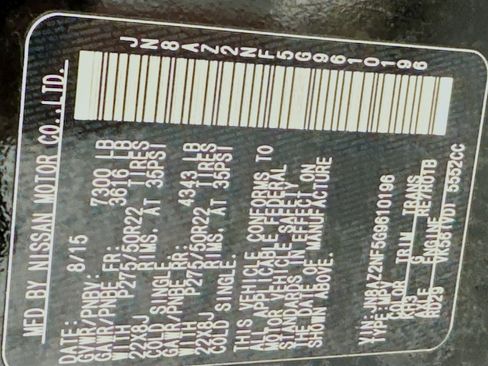 MFD BY NISSAN MOTOR CO.,LTD.
JN8AZ2NF5G9610196
DATE: 8/15
GVWR/PNBV: 7300 LB
GAWR/PNBE FR: 3616 LB
WITH P275/50R22 TIRES
22X8J RIMS, AT 35PSI
COLD SINGLE.
GAWR/PNBE RR: 4343 LB
WITH P275/50R22 TIRES
22X8J RIMS, AT 35PSI
COLD SINGLE.
THIS VEHICLE CONFORMS TO
ALL APPLICABLE FEDERAL
MOTOR VEHICLE SAFETY
STANDARDS IN EFFECT ON
THE DATE OF MANUFACTURE
SHOWN ABOVE.
VIN: JN8AZ2NF5G9610196
TYPE: MPV
COLOR TRIM TRANS
KH3 G RE7R01B
ENGINE
5552CC